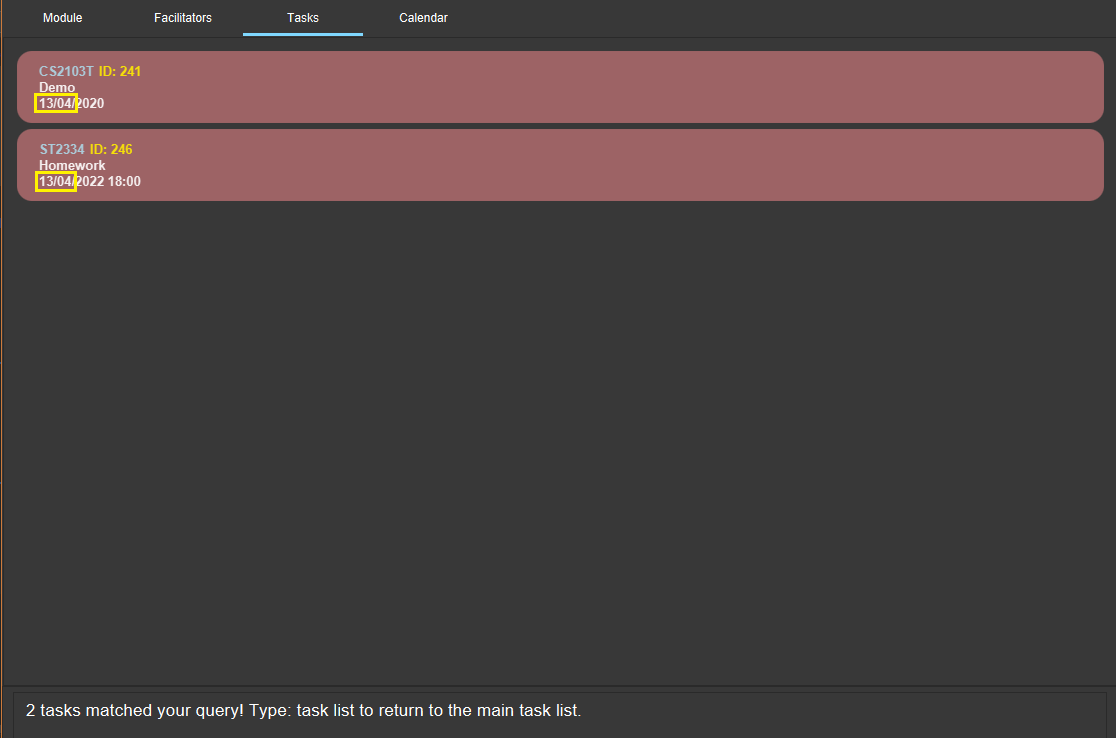 Module Facilitators Tasks Calendar
CS2103T ID: 241
Demo
13/04/2020
ST2334 ID: 246
Homework
13/04/2022 18:00
2 tasks matched your query! Type: task list to return to the main task list.